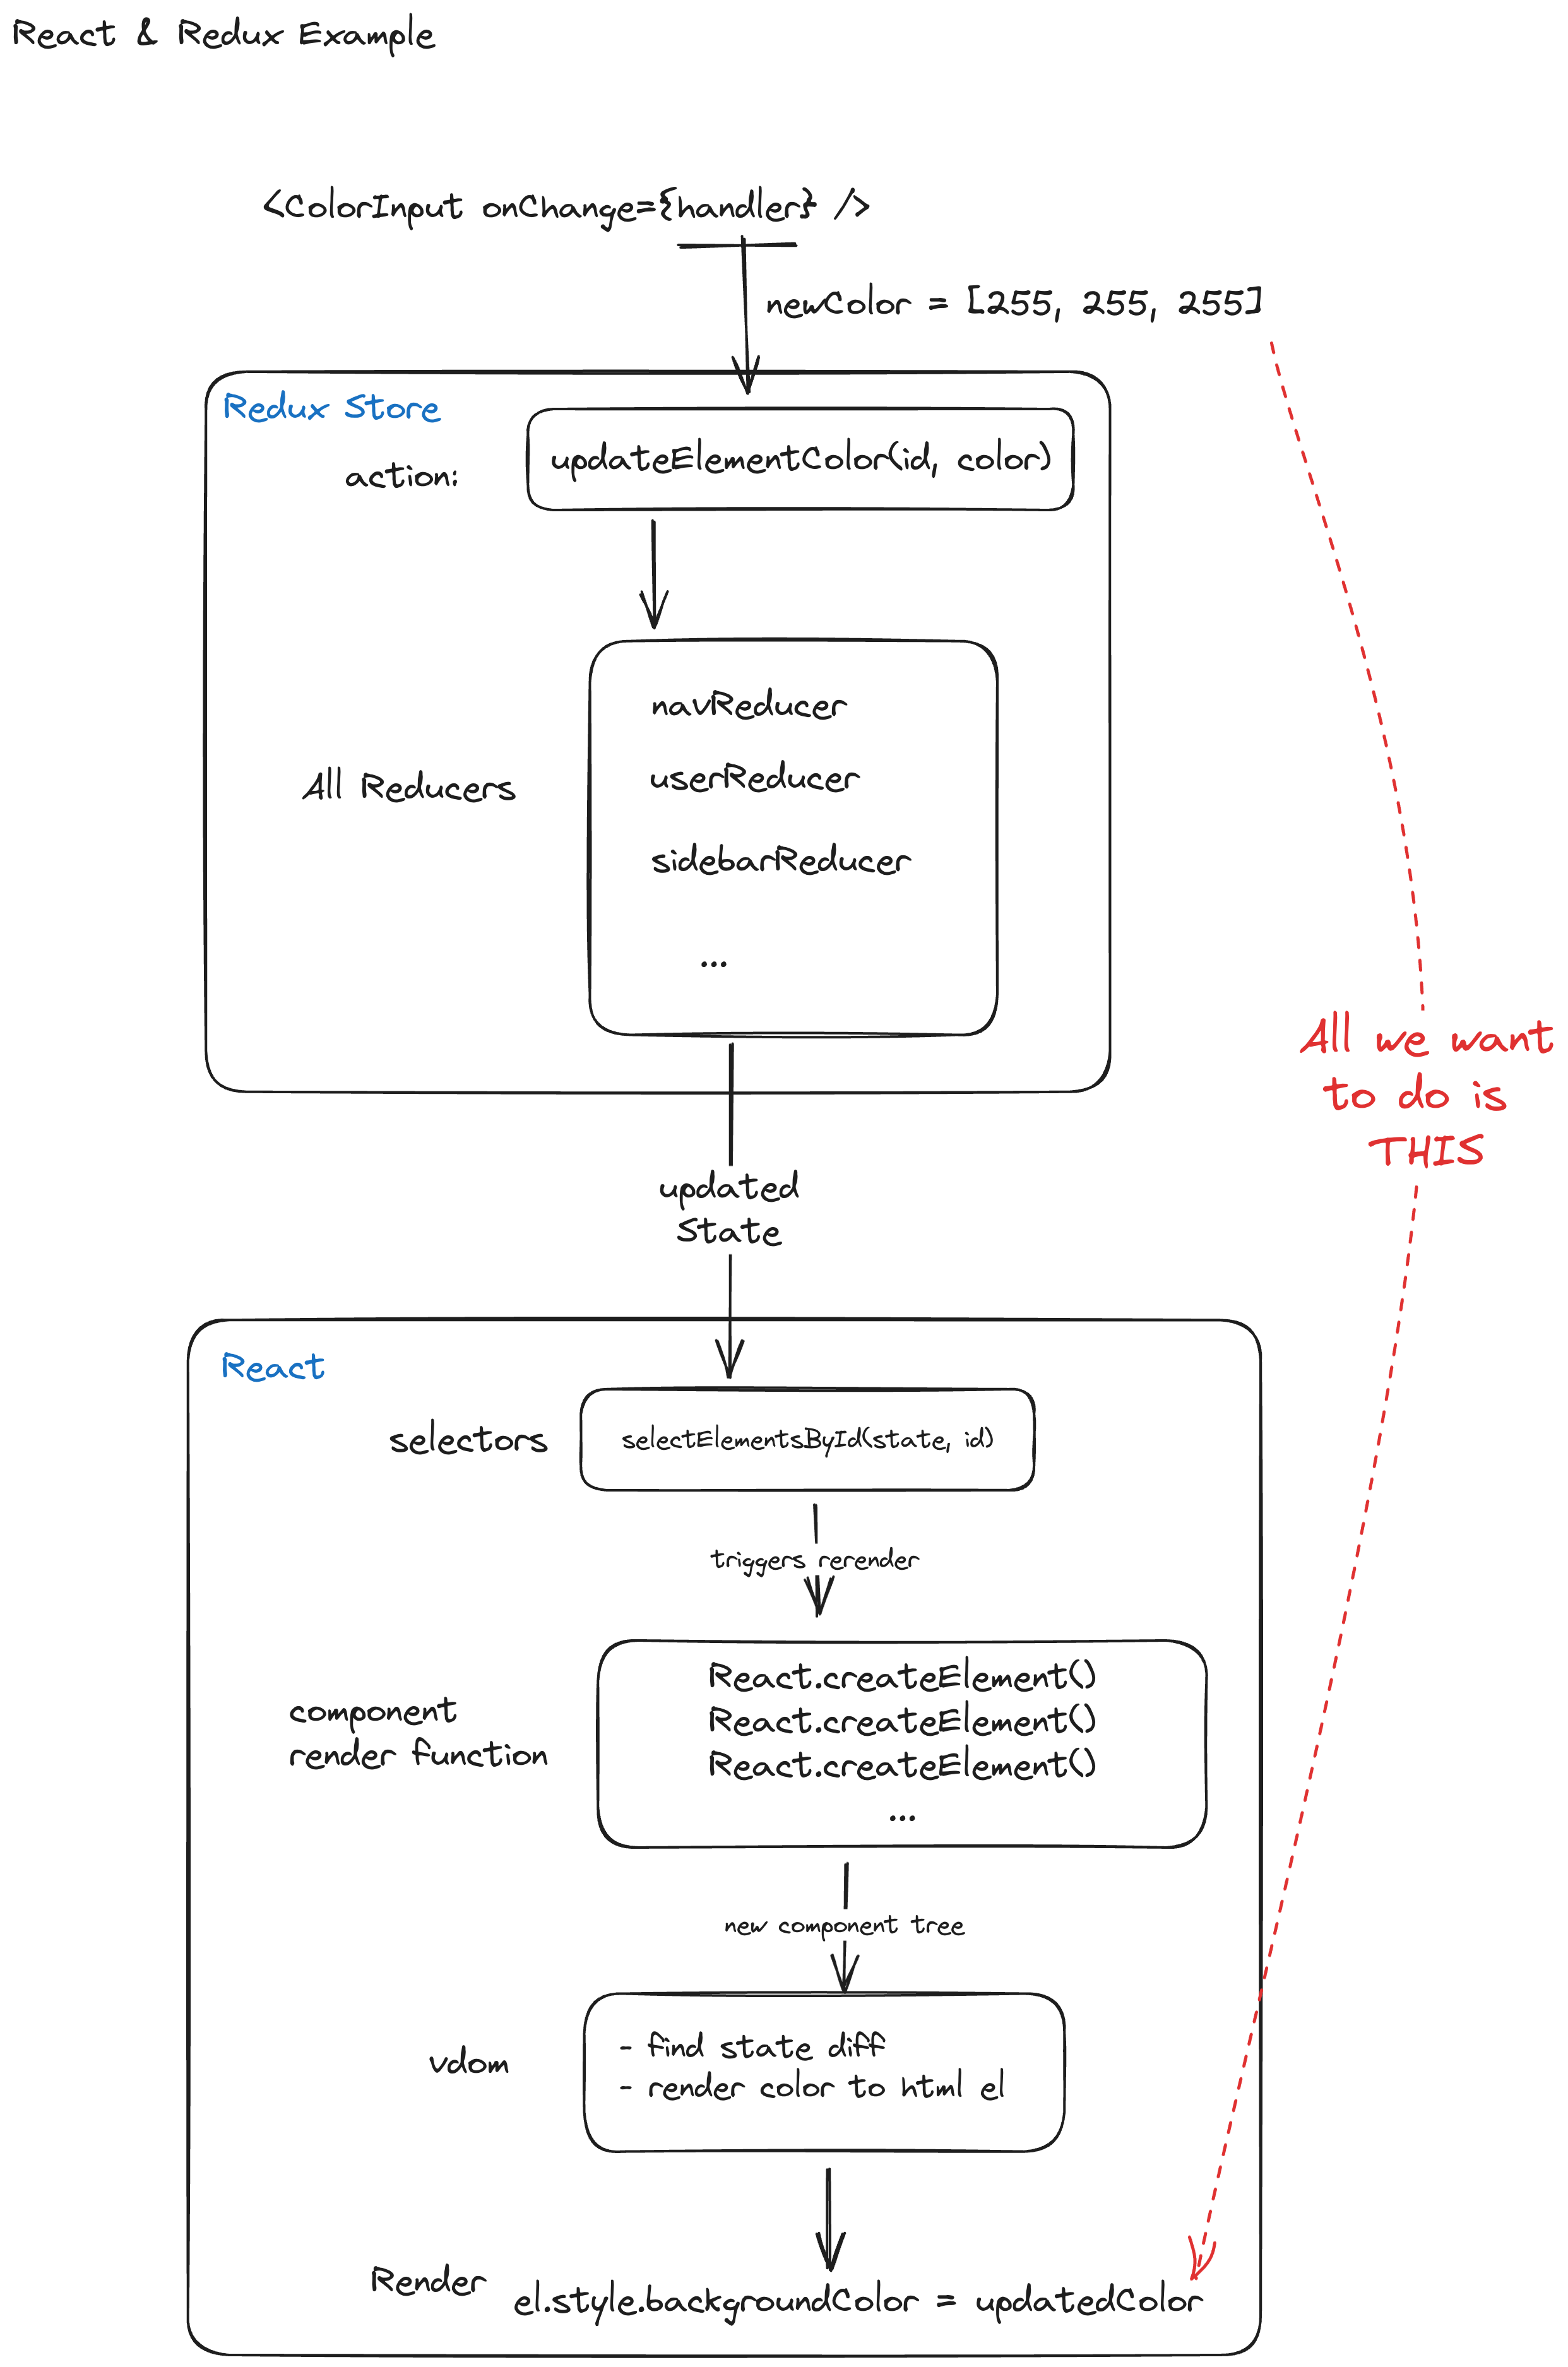 React & Redux Example
<ColorInput onChange={handler} />
newColor = [255, 255, 255]
Redux Store
action:
updateElementColor(id, color)
All Reducers
navReducer
userReducer
sidebarReducer
...
All we want
to do is
THIS
updated
State
React
selectors
selectElementsById(state, id)
triggers rerender
component
render function
React.createElement()
React.createElement()
React.createElement()
...
new component tree
vdom
- find state diff
- render color to html el
Render
el.style.backgroundColor = updatedColor